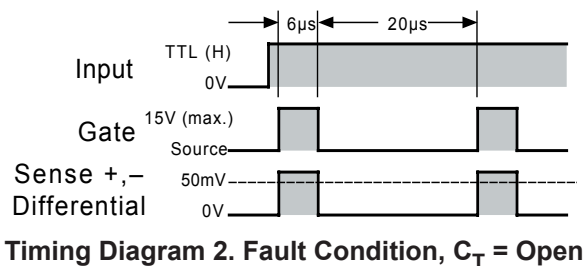 6µs
20µs
Input
TTL (H)
0V
Gate
15V (max.)
Source
Sense +,–
Differential
50mV
0V
Timing Diagram 2. Fault Condition, C_T = Open